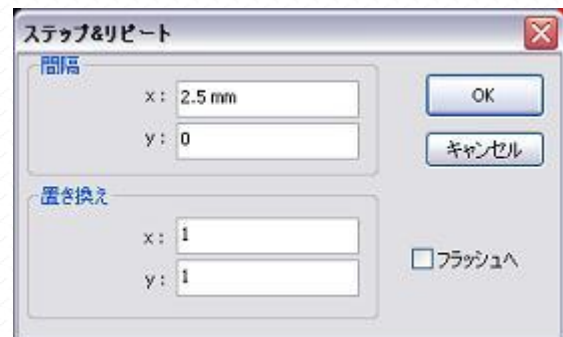 ステップ&リピート
間隔
x: 2.5 mm
y: 0
OK
キャンセル
置き換え
x: 1
y: 1
フラッシュへ